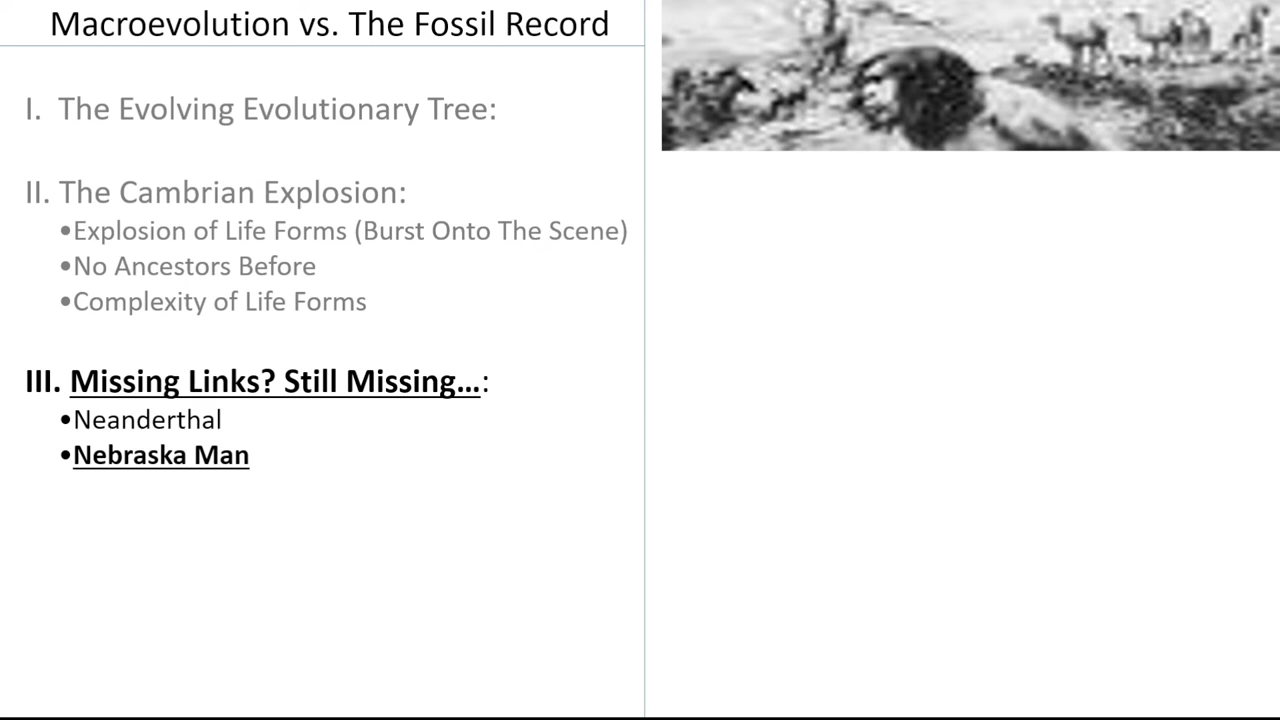 Macroevolution vs. The Fossil Record
I. The Evolving Evolutionary Tree:
II. The Cambrian Explosion:
•Explosion of Life Forms (Burst Onto The Scene)
•No Ancestors Before
•Complexity of Life Forms
III. Missing Links? Still Missing…:
•Neanderthal
•Nebraska Man